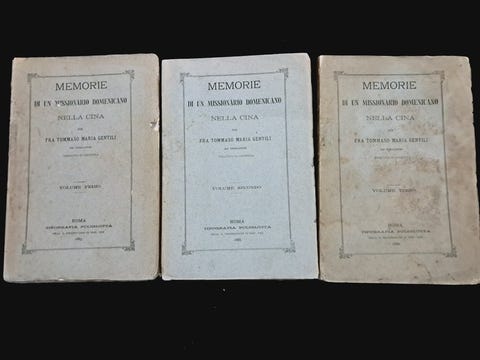 MEMORIE
DI UN MISSIONARIO DOMENICANO
NELLA CINA
PER
FRA TOMMASO MARIA GENTILI
VOLUME PRIMO
ROMA
TIPOGRAFIA POLIGLOTTA
1887
MEMORIE
DI UN MISSIONARIO DOMENICANO
NELLA CINA
PER
FRA TOMMASO MARIA GENTILI
VOLUME SECONDO
ROMA
TIPOGRAFIA POLIGLOTTA
MEMORIE
DI UN MISSIONARIO DOMENICANO
NELLA CINA
PER
FRA TOMMASO MARIA GENTILI
VOLUME TERZO
ROMA
TIPOGRAFIA POLIGLOTTA